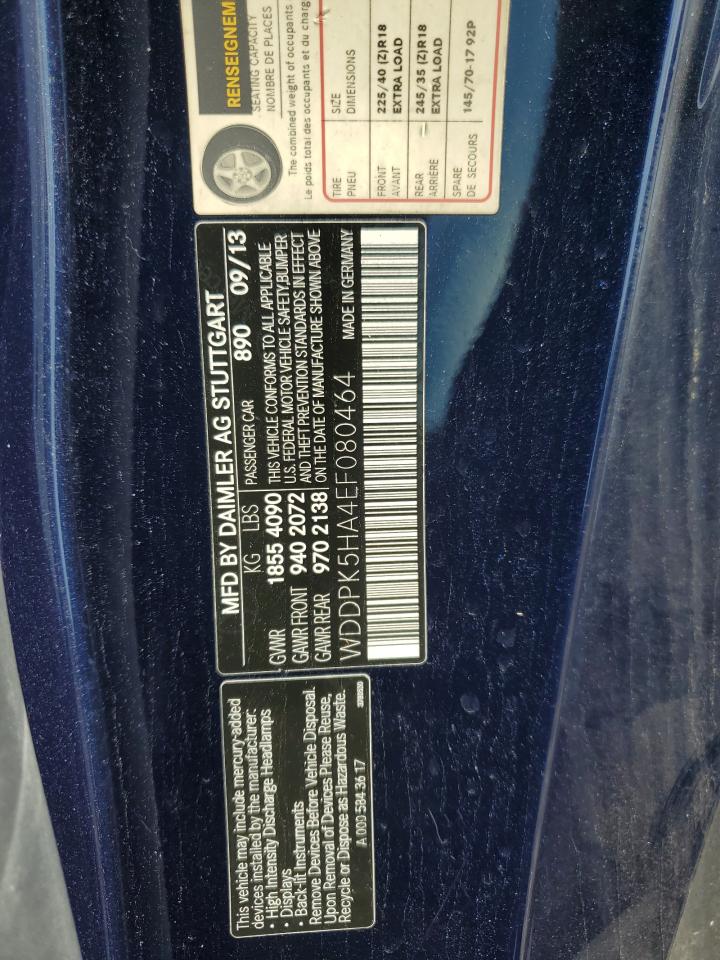 RENSEIGNEM
SEATING CAPACITY
NOMBRE DE PLACES
The combined weight of occupants
Le poids total des occupants et du charg
TIRE SIZE
PNEU DIMENSIONS
FRONT 225/40 (Z)R18
AVANT EXTRA LOAD
REAR 245/35 (Z)R18
ARRIÈRE EXTRA LOAD
SPARE 145/70-17 92P
DE SECOURS
MFD BY DAIMLER AG STUTTGART
KG LBS PASSENGER CAR 890 09/13
GVWR 1855 4090 THIS VEHICLE CONFORMS TO ALL APPLICABLE
U.S. FEDERAL MOTOR VEHICLE SAFETY,BUMPER
GAWR FRONT 940 2072 AND THEFT PREVENTION STANDARDS IN EFFECT
GAWR REAR 970 2138 ON THE DATE OF MANUFACTURE SHOWN ABOVE
WDDPK5HA4EF080464 MADE IN GERMANY
This vehicle may include mercury-added
devices installed by the manufacturer:
• High Intensity Discharge Headlamps
• Displays
• Back-lit Instruments
Remove Devices Before Vehicle Disposal.
Upon Removal of Devices Please Reuse,
Recycle or Dispose as Hazardous Waste.
A 000 584 36 17